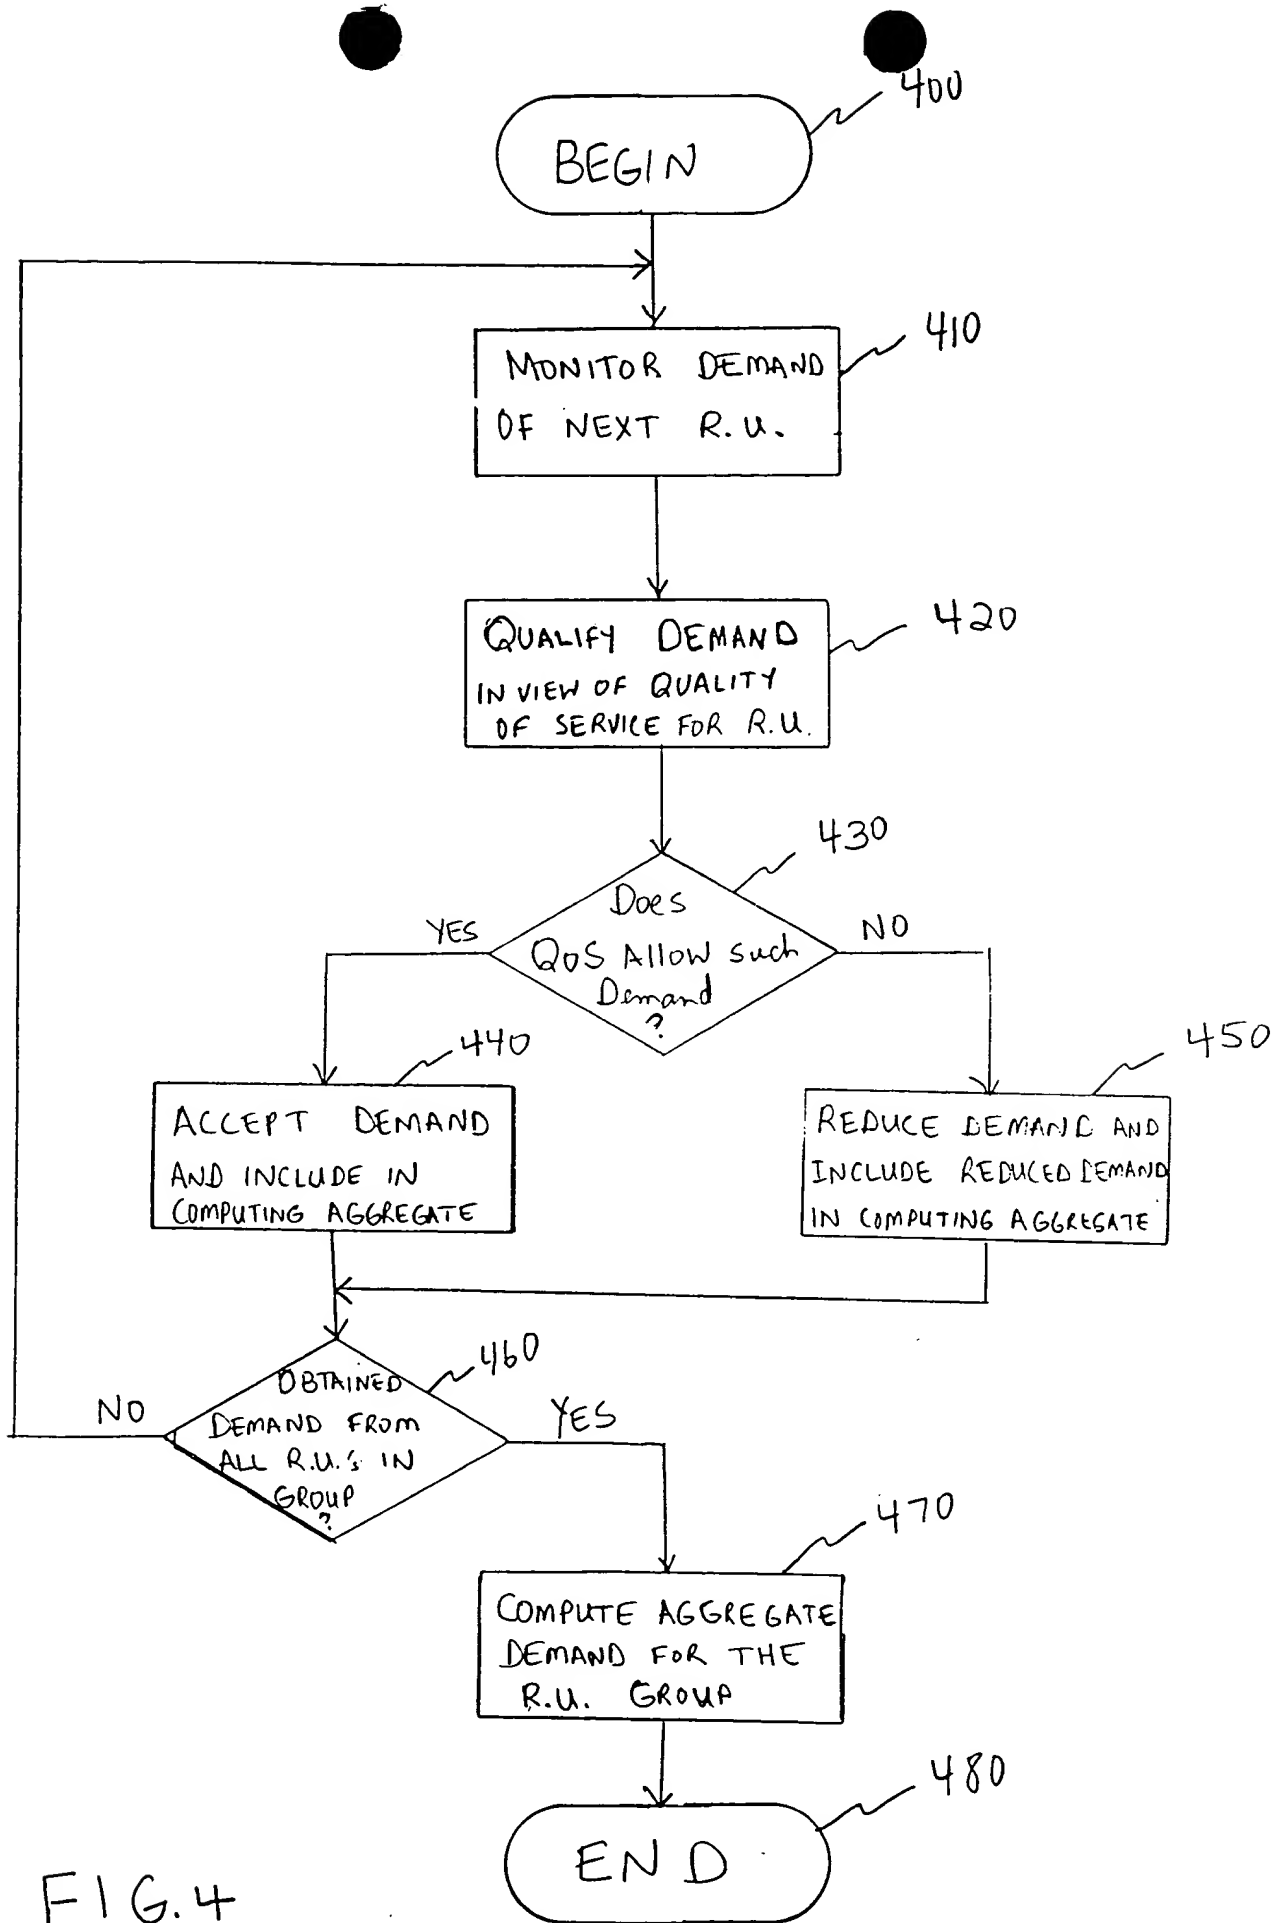 400
BEGIN
410
MONITOR DEMAND
OF NEXT R.U.
420
QUALIFY DEMAND
IN VIEW OF QUALITY
OF SERVICE FOR R.U.
430
Does
QoS Allow such
Demand
?
YES
NO
440
ACCEPT DEMAND
AND INCLUDE IN
COMPUTING AGGREGATE
450
REDUCE DEMAND AND
INCLUDE REDUCED DEMAND
IN COMPUTING AGGREGATE
460
OBTAINED
DEMAND FROM
ALL R.U.'s IN
GROUP
?
NO
YES
470
COMPUTE AGGREGATE
DEMAND FOR THE
R.U. GROUP
480
END
FIG.4